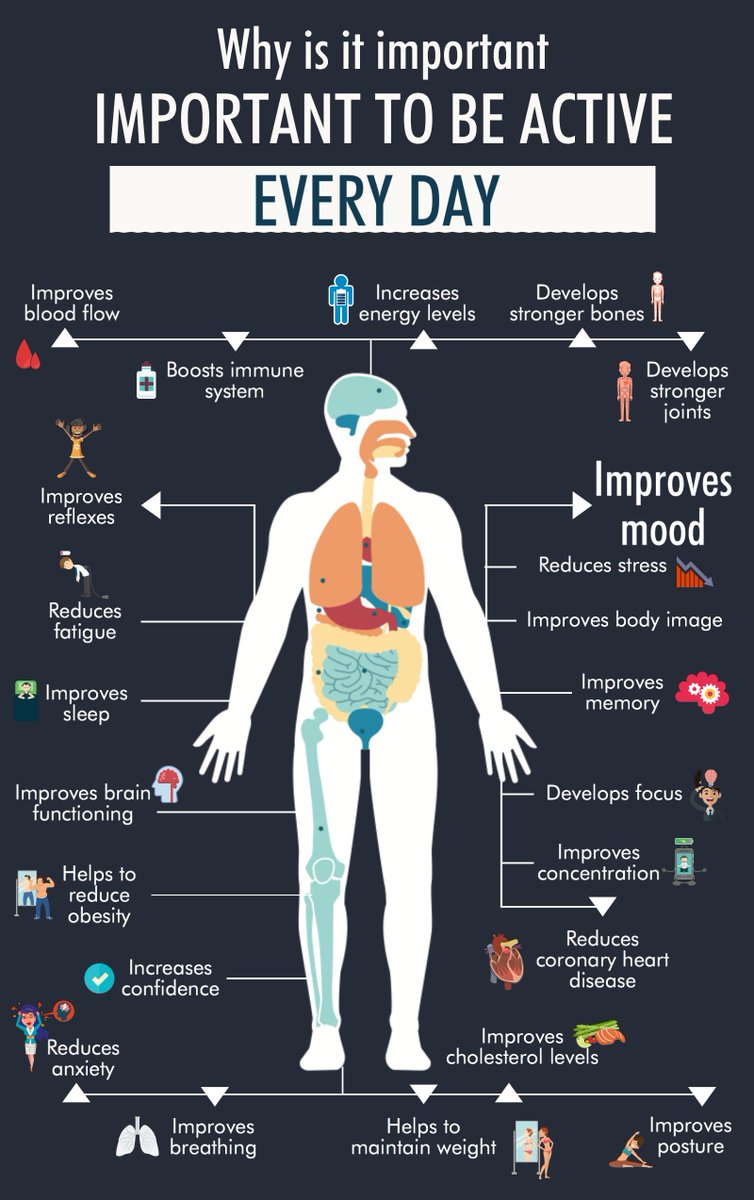 Why is it important
IMPORTANT TO BE ACTIVE
EVERY DAY
Improves
blood flow
Increases
energy levels
Develops
stronger bones
Boosts immune
system
Develops
stronger
joints
Improves
reflexes
Improves
mood
Reduces stress
Reduces
fatigue
Improves body image
Improves
sleep
Improves
memory
Improves brain
functioning
Develops focus
Improves
concentration
Helps to
reduce
obesity
Reduces
coronary heart
disease
Increases
confidence
Reduces
anxiety
Improves
cholesterol levels
Improves
breathing
Helps to
maintain weight
Improves
posture